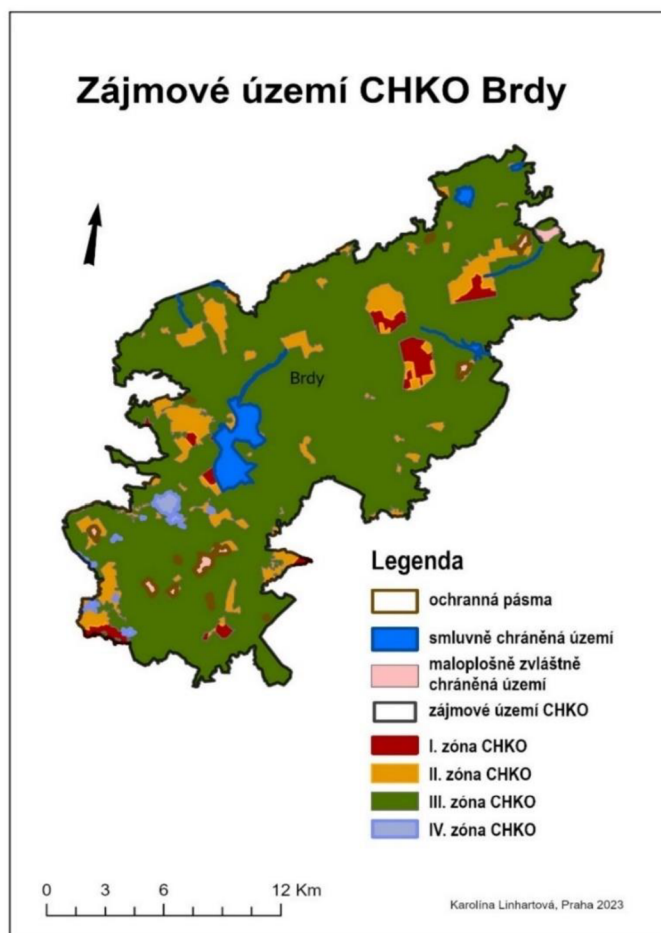 Zájmové území CHKO Brdy
Brdy
Legenda
ochranná pásma
smluvně chráněná území
maloplošně zvláštně
chráněná území
zájmové území CHKO
I. zóna CHKO
II. zóna CHKO
III. zóna CHKO
IV. zóna CHKO
0 3 6 12 Km
Karolína Linhartová, Praha 2023